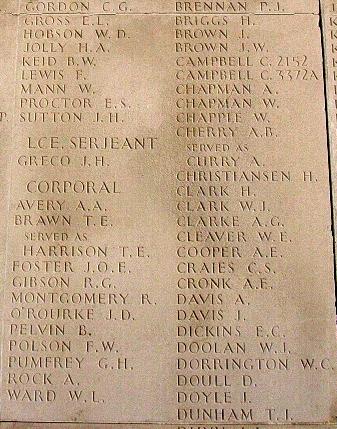 GORDON C.G.
GROSS E.L.
HOBSON W.D.
JOLLY H.A.
KEID B.W.
LEWIS F.
MANN W.
PROCTOR E.S.
SUTTON J.H.
LCE. SERJEANT
GRECO J.H.
CORPORAL
AVERY A.A.
BRAWN T.E.
SERVED AS
HARRISON T.E.
FOSTER J.O.E.
GIBSON R.G.
MONTGOMERY R.
O'ROURKE J.D.
PELVIN B.
POLSON F.W.
PUMFREY G.H.
ROCK A.
WARD W.L.
BRENNAN P.J.
BRIGGS H.
BROWN J.
BROWN J.W.
CAMPBELL C. 2152
CAMPBELL C. 3372A
CHAPMAN A.
CHAPMAN W.
CHAPPLE W.
CHERRY A.B.
SERVED AS
CURRY A.
CHRISTIANSEN H.
CLARK H.
CLARK W.J.
CLARKE A.G.
CLEAVER W.E.
COOPER A.E.
CRAIES C.S.
CRONK A.E.
DAVIS A.
DAVIS J.
DICKINS E.C.
DOOLAN W.J.
DORRINGTON W.C.
DOULL D.
DOYLE J.
DUNHAM T.J.